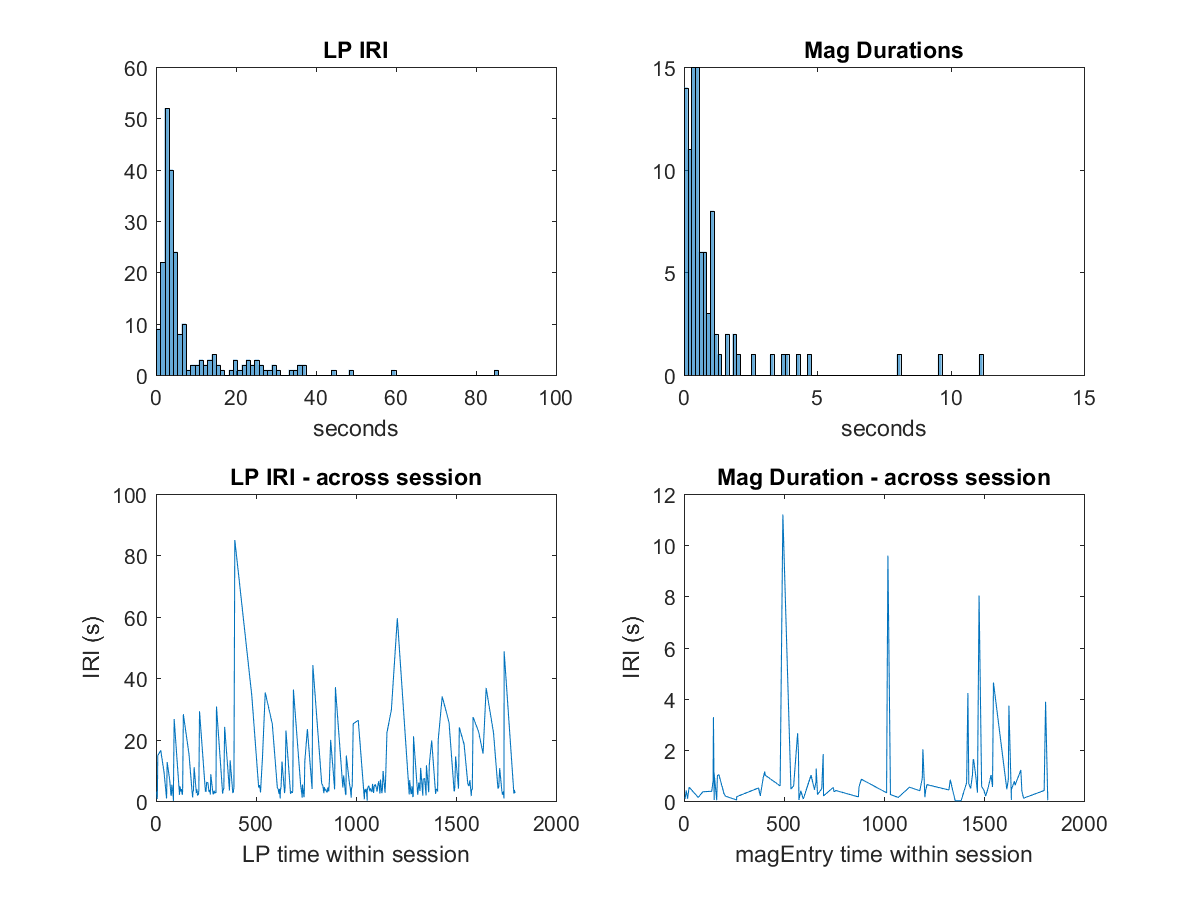 LP IRI
60
50
40
30
20
10
0
0 20 40 60 80 100
seconds
Mag Durations
15
10
5
0
0 5 10 15
seconds
LP IRI - across session
100
80
60
40
20
0
IRI (s)
0 500 1000 1500 2000
LP time within session
Mag Duration - across session
12
10
8
6
4
2
0
IRI (s)
0 500 1000 1500 2000
magEntry time within session